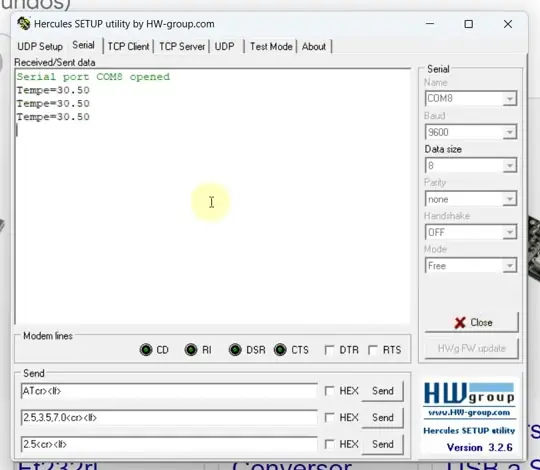 undos)
Hercules SETUP utility by HW-group.com
UDP Setup Serial TCP Client TCP Server UDP Test Mode About
Received/Sent data
Serial port COM8 opened
Tempe=30.50
Tempe=30.50
Tempe=30.50
Serial
Name
COM8
Baud
9600
Data size
8
Parity
none
Handshake
OFF
Mode
Free
Close
HWg FW update
Modem lines
CD RI DSR CTS DTR RTS
Send
ATcr><lf> HEX Send
2.5,3.5,7.0<cr><lf> HEX Send
2.5<cr><lf> HEX Send
HW group
www.HW-group.com
Hercules SETUP utility
Version 3.2.6
Ft232rl
Conversor
USB a S